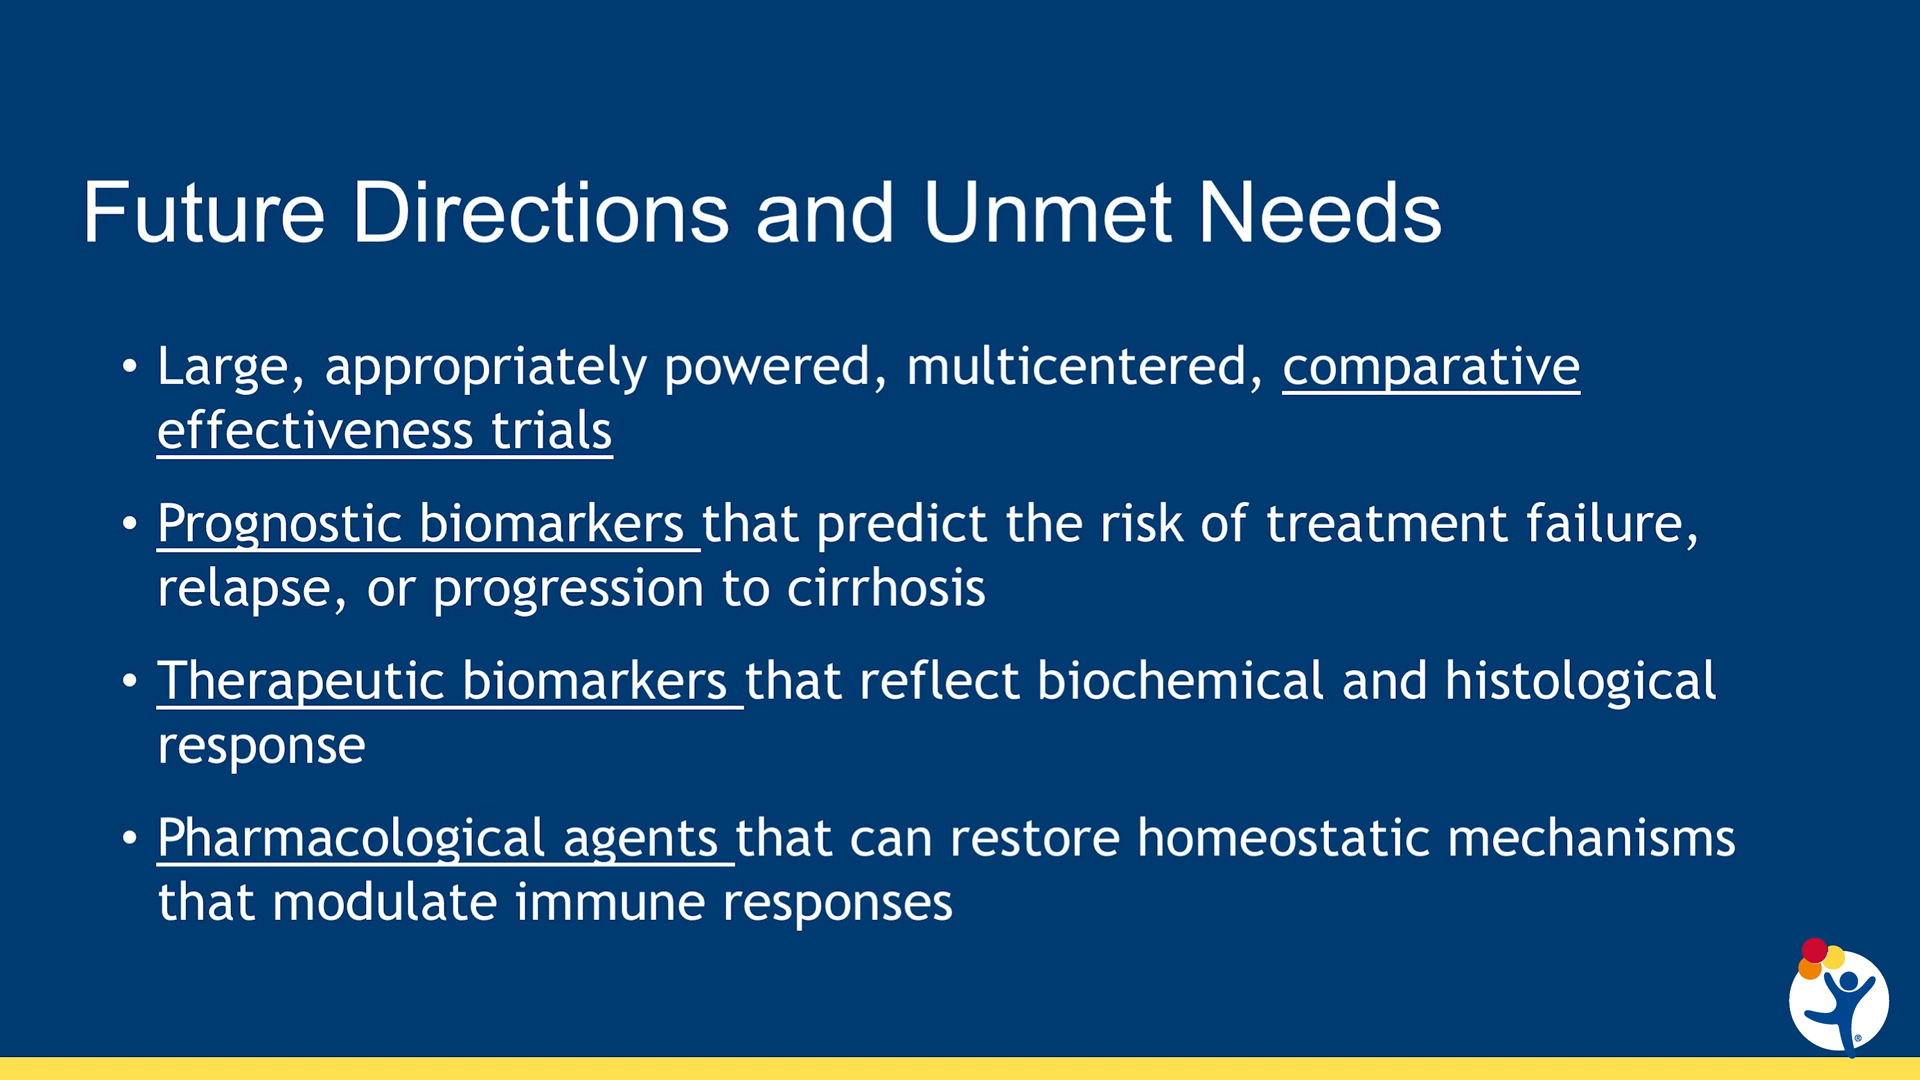 Future Directions and Unmet Needs
• Large, appropriately powered, multicentered, comparative
effectiveness trials
• Prognostic biomarkers that predict the risk of treatment failure,
relapse, or progression to cirrhosis
• Therapeutic biomarkers that reflect biochemical and histological
response
• Pharmacological agents that can restore homeostatic mechanisms
that modulate immune responses
®